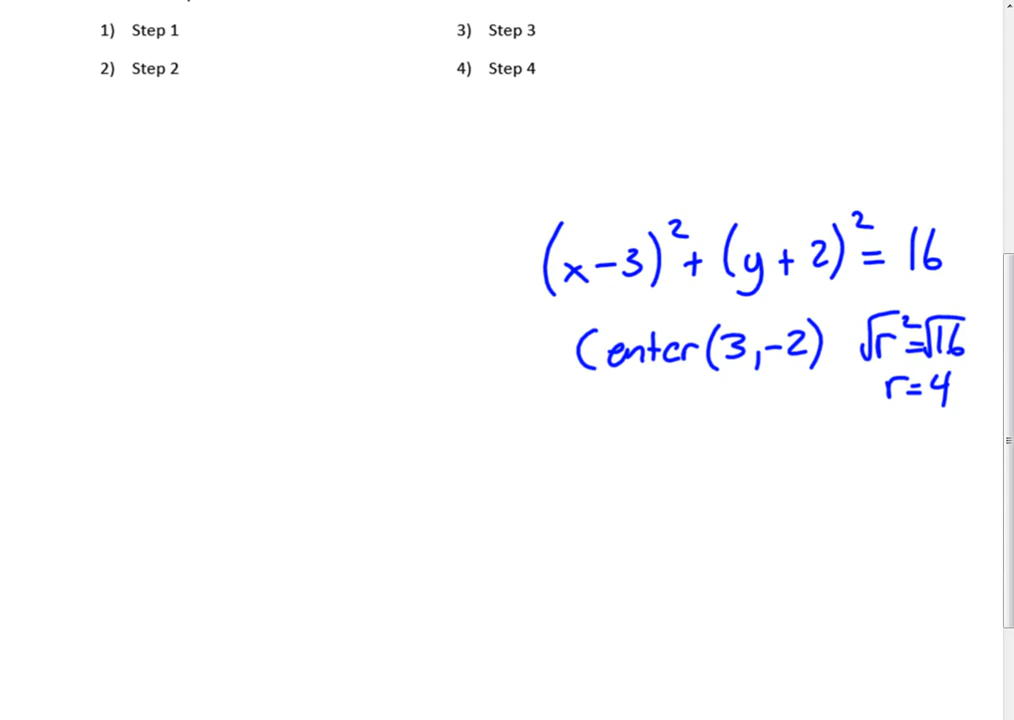 1) Step 1 3) Step 3
2) Step 2 4) Step 4
(x-3)² + (y+2)² = 16
Center (3,-2) √r² = √16
r = 4